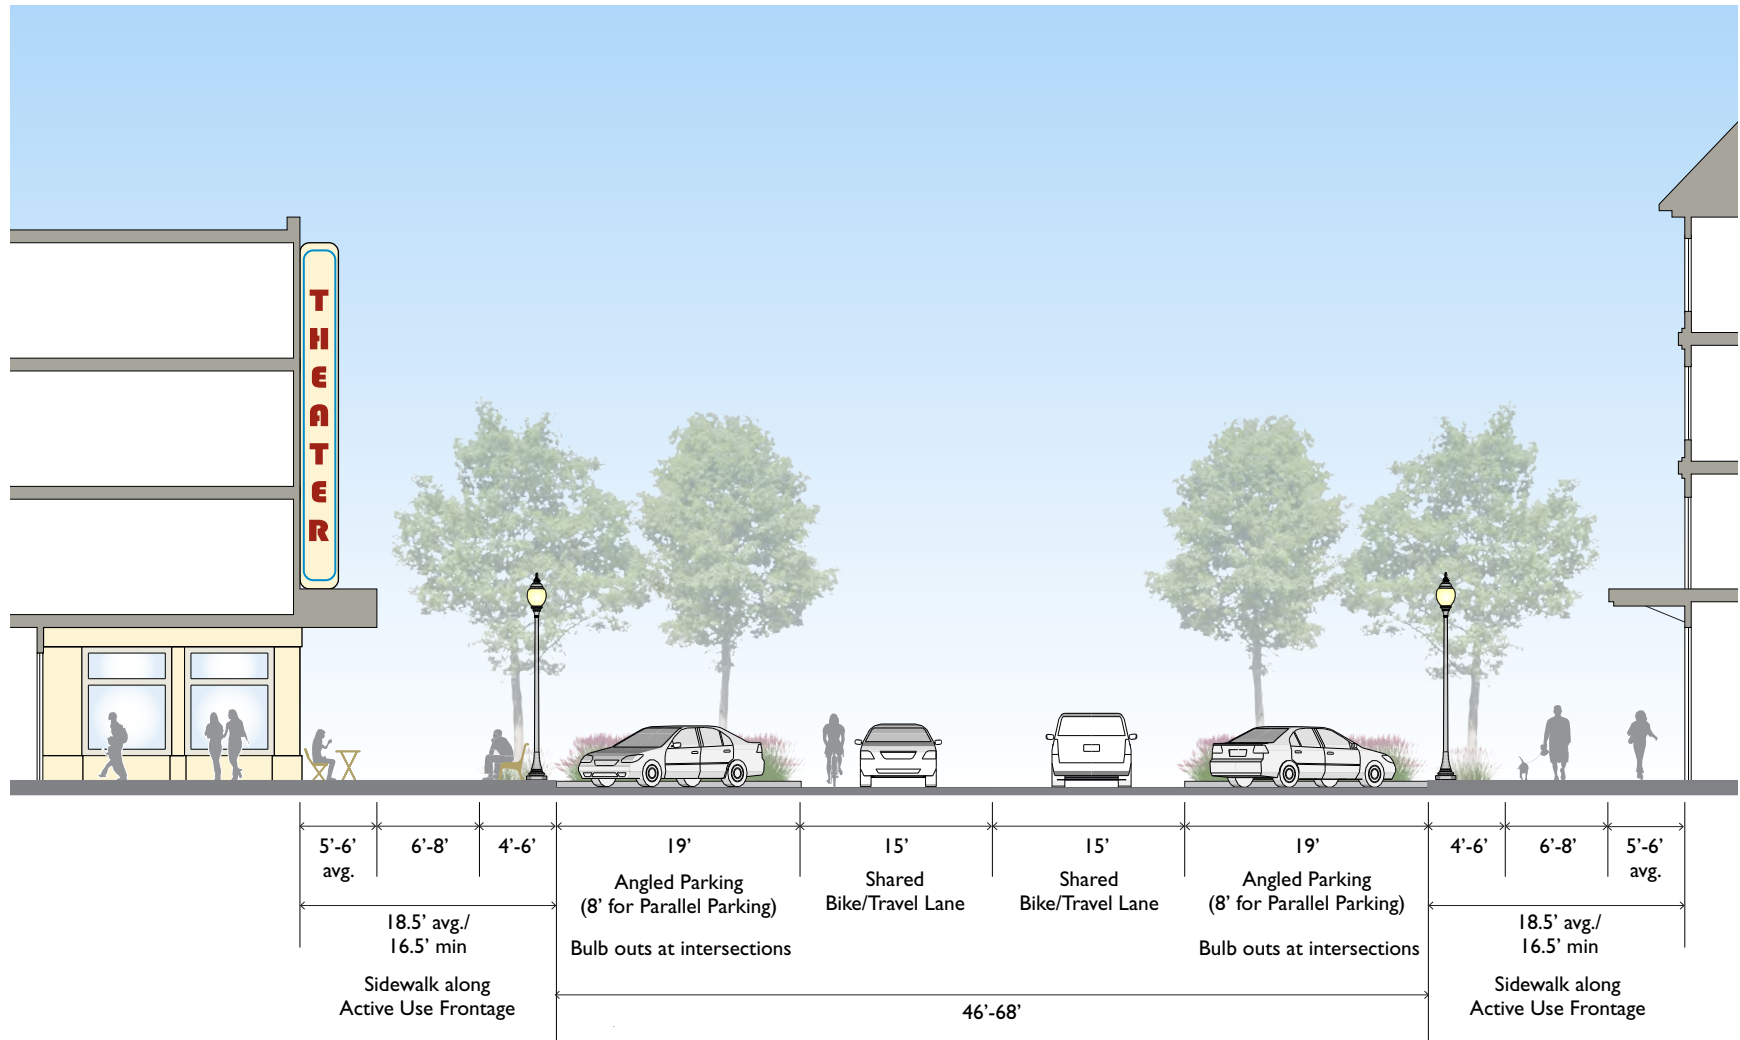 THEATER
5’-6’
avg.
6’-8’
4’-6’
19’
15’
15’
19’
4’-6’
6’-8’
5’-6’
avg.
Angled Parking
(8’ for Parallel Parking)
Shared
Bike/Travel Lane
Shared
Bike/Travel Lane
Angled Parking
(8’ for Parallel Parking)
18.5’ avg./
16.5’ min
Bulb outs at intersections
Bulb outs at intersections
18.5’ avg./
16.5’ min
Sidewalk along
Active Use Frontage
46’-68’
Sidewalk along
Active Use Frontage